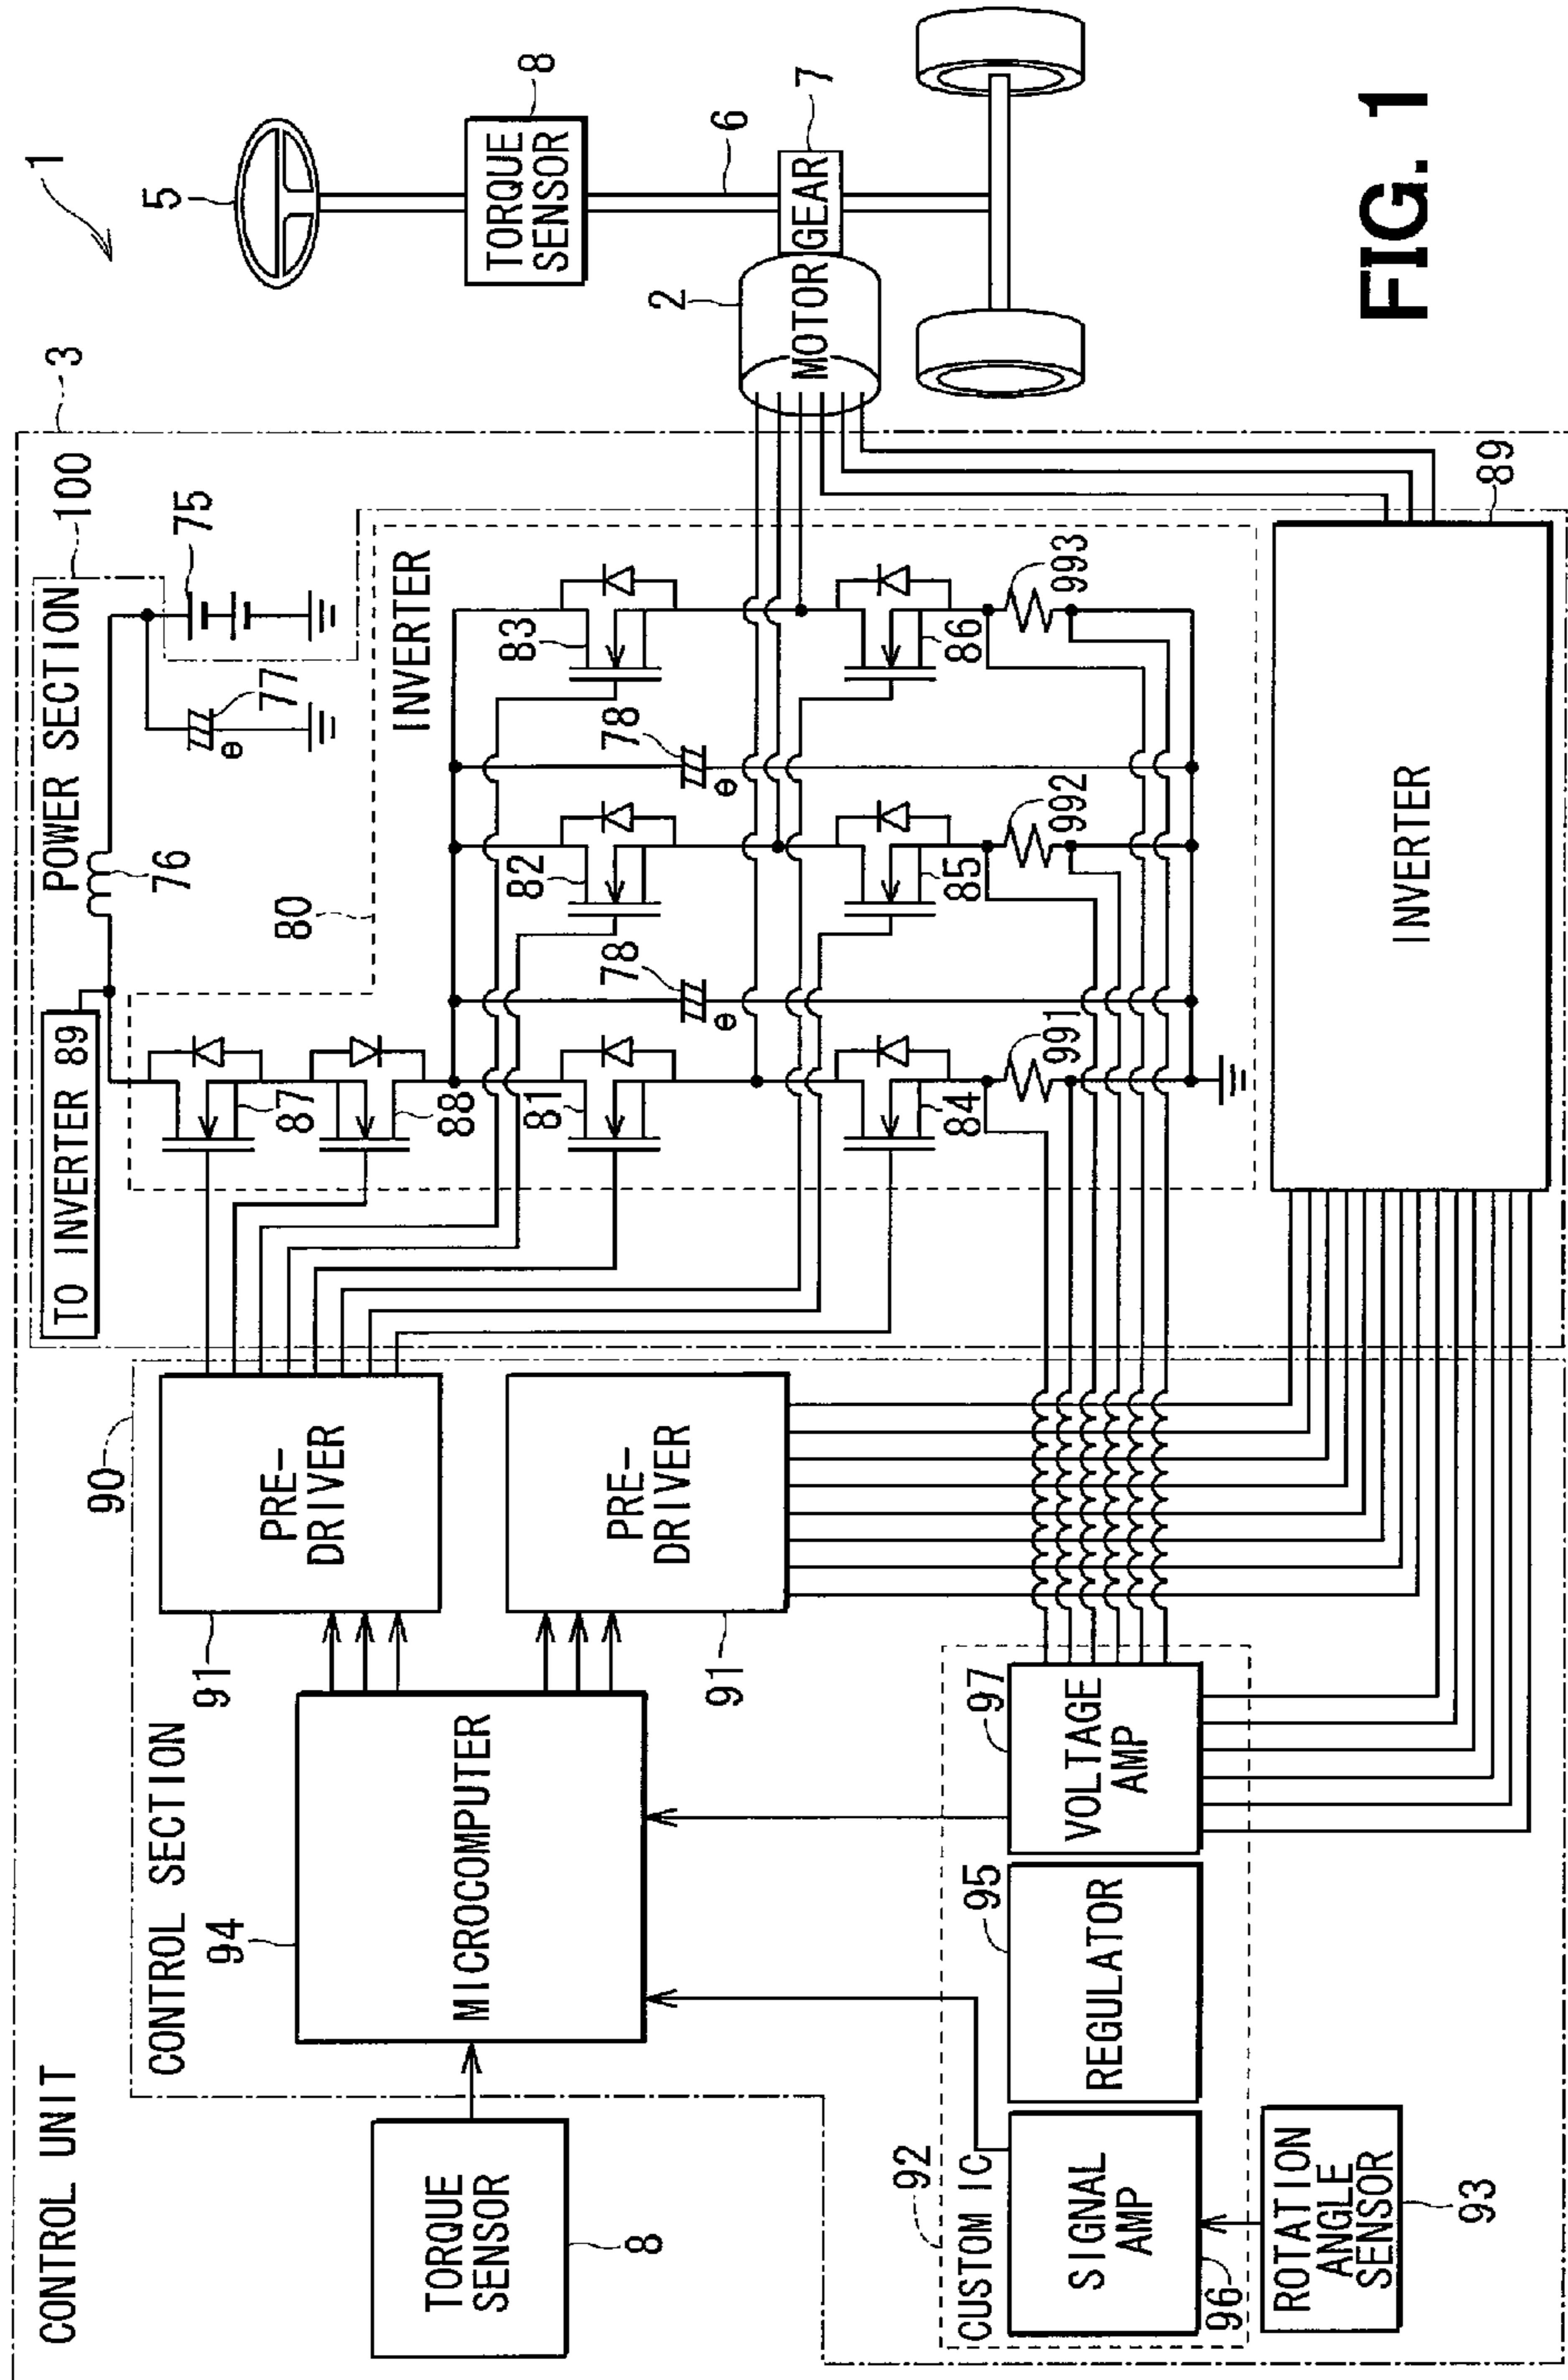 FIG. 1
1
CONTROL UNIT
3
CONTROL SECTION
90
POWER SECTION
100
TORQUE
SENSOR
8
94
MICROCOMPUTER
91
PRE-
DRIVER
91
PRE-
DRIVER
92
CUSTOM IC
SIGNAL
AMP
96
95
REGULATOR
97
VOLTAGE
AMP
ROTATION
ANGLE
SENSOR
93
TO INVERTER 89
76
77
⊖
75
80
INVERTER
87
88
81
82
83
78
⊖
78
⊖
84
85
86
991
992
993
INVERTER
89
5
TORQUE
SENSOR
8
6
2
MOTOR
GEAR
7